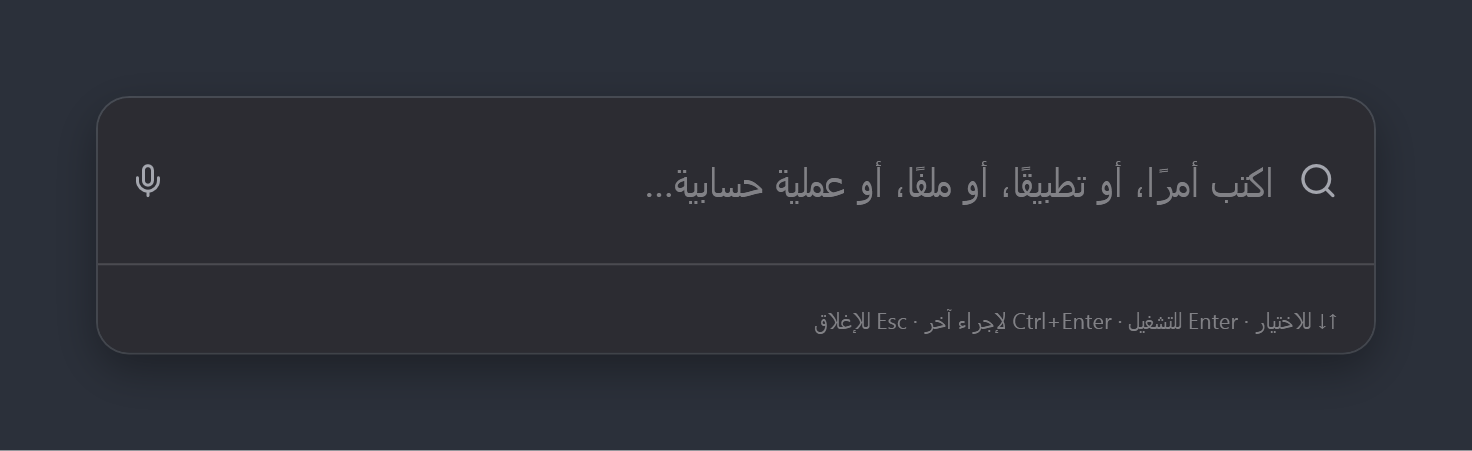 اكتب أمرًا، أو تطبيقًا، أو ملفًا، أو عملية حسابية...
↑↓ للاختيار · Enter للتشغيل · Ctrl+Enter لإجراء آخر · Esc للإغلاق